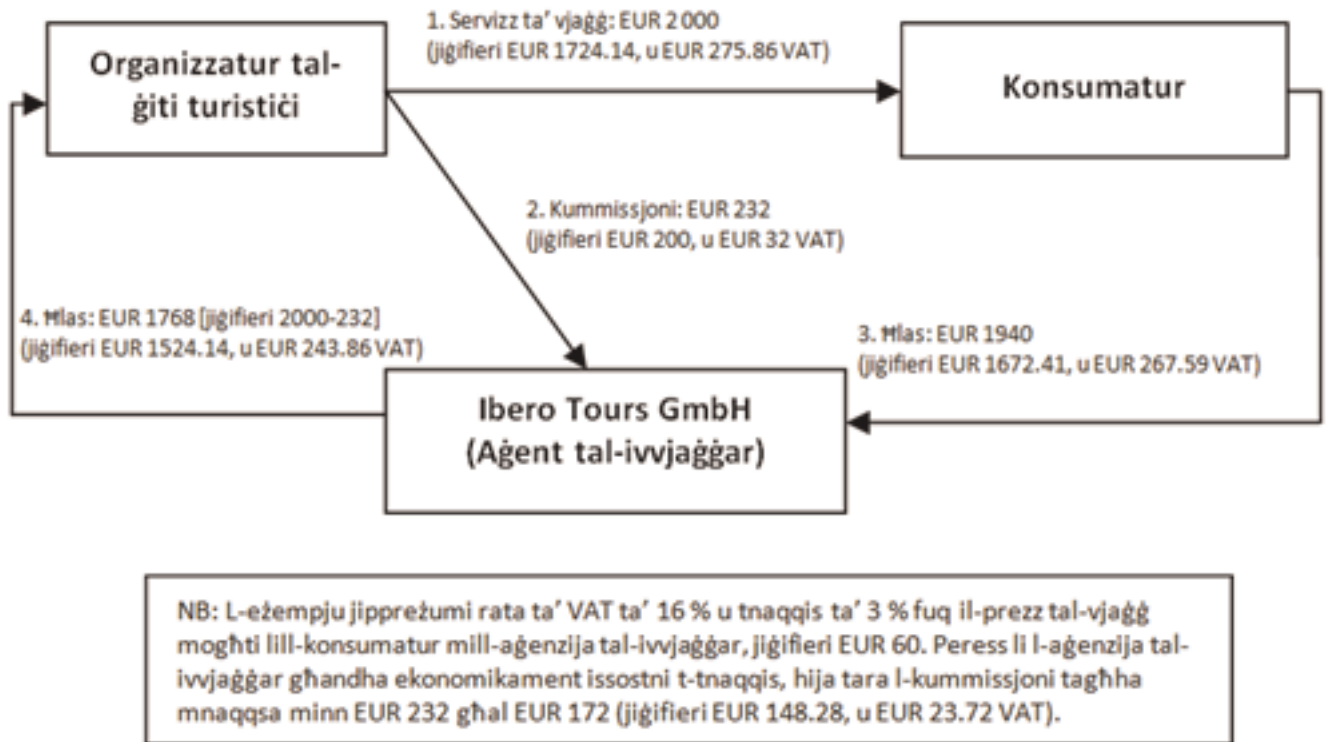 1. Servizz ta’ vjaġġ: EUR 2 000
(jiġifieri EUR 1724.14, u EUR 275.86 VAT)
Organizzatur tal-
ġiti turistiċi
Konsumatur
2. Kummissjoni: EUR 232
(jiġifieri EUR 200, u EUR 32 VAT)
4. Ħlas: EUR 1768 [jiġifieri 2000-232]
(jiġifieri EUR 1524.14, u EUR 243.86 VAT)
3. Ħlas: EUR 1940
(jiġifieri EUR 1672.41, u EUR 267.59 VAT)
Ibero Tours GmbH
(Aġent tal-ivvjaġġar)
NB: L-eżempju jippreżumi rata ta’ VAT ta’ 16 % u tnaqqis ta’ 3 % fuq il-prezz tal-vjaġġ
mogħti lill-konsumatur mill-aġenzija tal-ivvjaġġar, jiġifieri EUR 60. Peress li l-aġenzija tal-
ivvjaġġar għandha ekonomikament issostni t-tnaqqis, hija tara l-kummissjoni tagħha
mnaqqsa minn EUR 232 għal EUR 172 (jiġifieri EUR 148.28, u EUR 23.72 VAT).